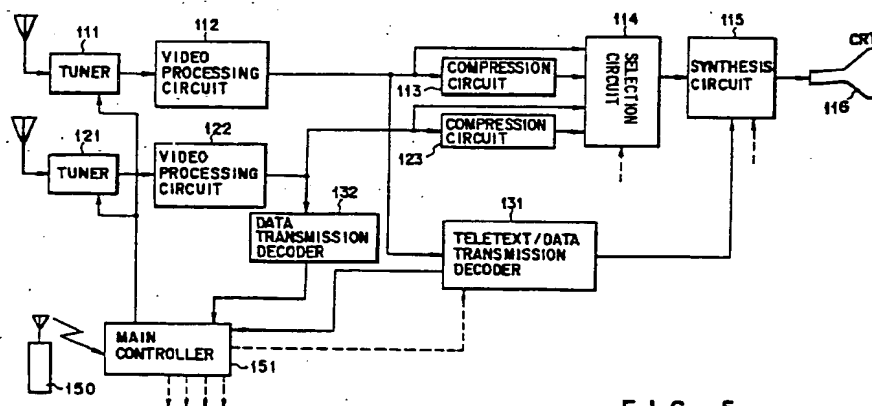 111
TUNER
112
VIDEO
PROCESSING
CIRCUIT
113
COMPRESSION
CIRCUIT
114
SELECTION
CIRCUIT
115
SYNTHESIS
CIRCUIT
CRT
116
121
TUNER
122
VIDEO
PROCESSING
CIRCUIT
123
COMPRESSION
CIRCUIT
132
DATA
TRANSMISSION
DECODER
131
TELETEXT/DATA
TRANSMISSION
DECODER
150
MAIN
CONTROLLER
151